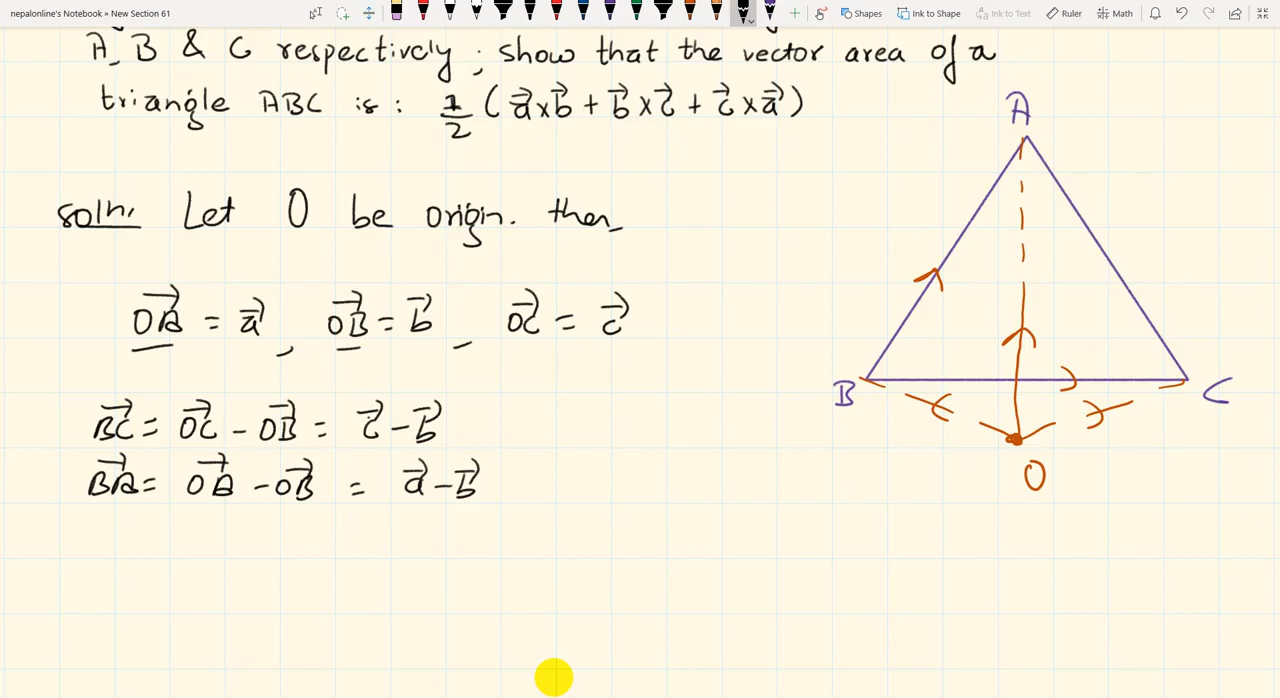 nepalonline's Notebook » New Section 61
Shapes Ink to Shape Ink to Text Ruler Math
A, B & C respectively ; show that the vector area of a
triangle ABC is : 1/2 (a⃗×b⃗ + b⃗×c⃗ + c⃗×a⃗)
A
soln. Let O be origin. then
OA⃗ = a⃗ , OB⃗ = b⃗ , OC⃗ = c⃗
B C
BC⃗ = OC⃗ - OB⃗ = c⃗ - b⃗
BA⃗ = OA⃗ - OB⃗ = a⃗ - b⃗
O